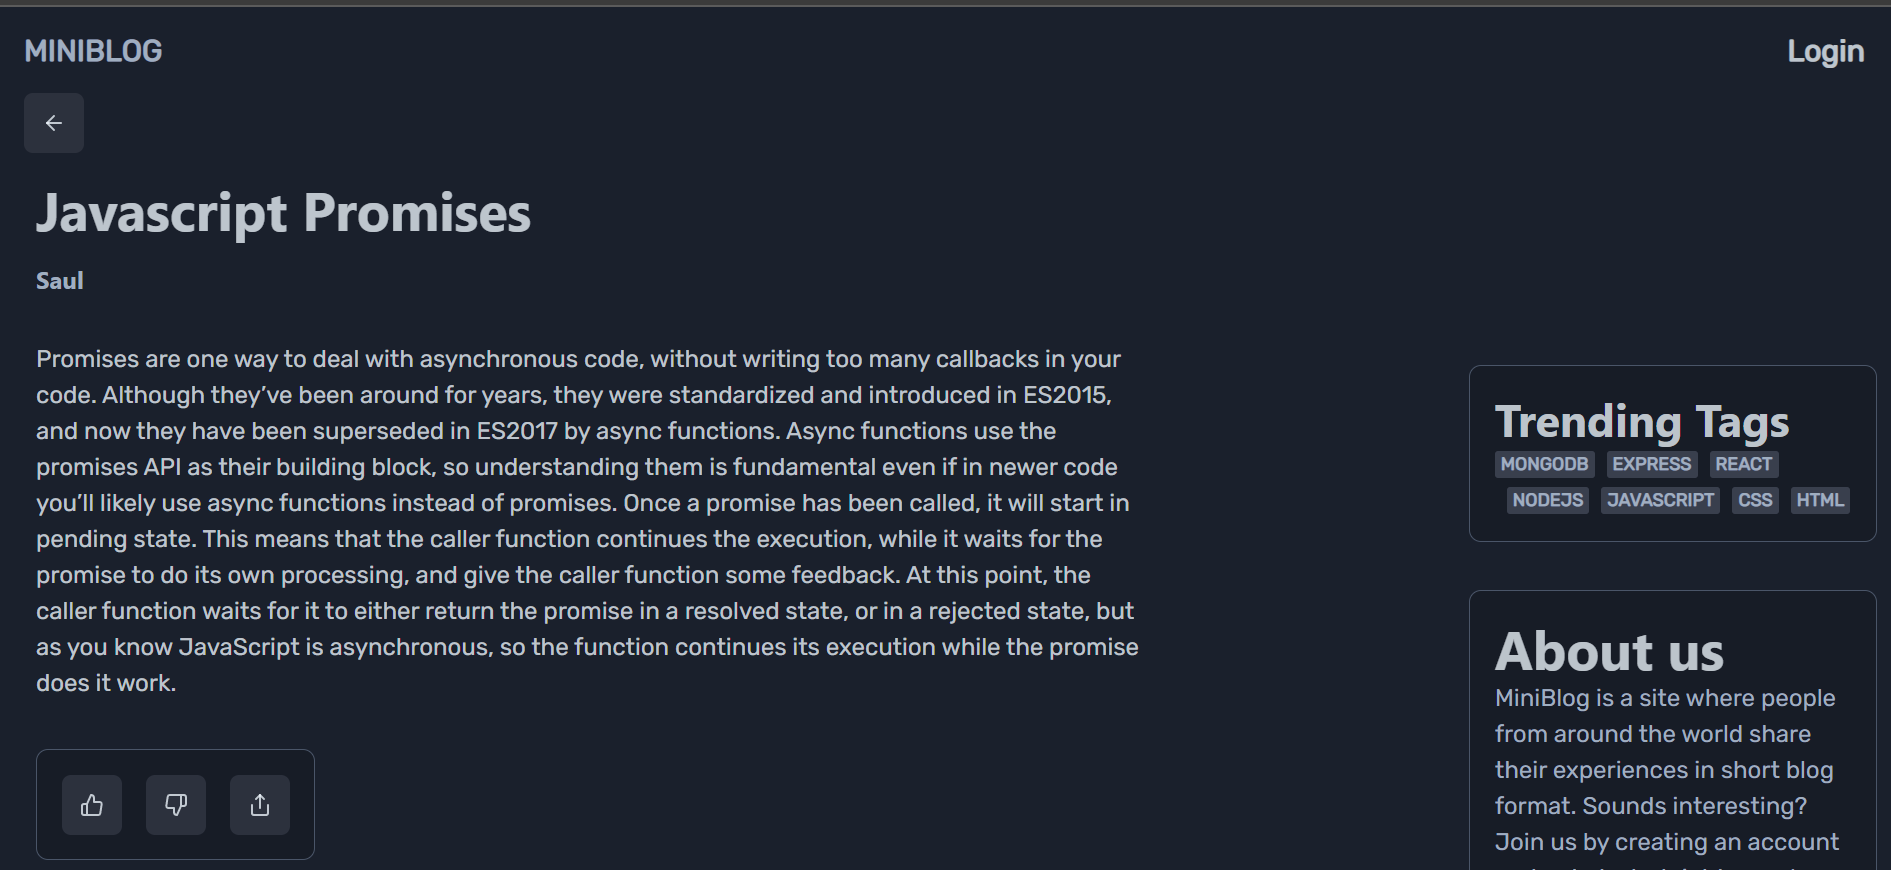 MINIBLOG
Login
Javascript Promises
Saul
Promises are one way to deal with asynchronous code, without writing too many callbacks in your
code. Although they’ve been around for years, they were standardized and introduced in ES2015,
and now they have been superseded in ES2017 by async functions. Async functions use the
promises API as their building block, so understanding them is fundamental even if in newer code
you’ll likely use async functions instead of promises. Once a promise has been called, it will start in
pending state. This means that the caller function continues the execution, while it waits for the
promise to do its own processing, and give the caller function some feedback. At this point, the
caller function waits for it to either return the promise in a resolved state, or in a rejected state, but
as you know JavaScript is asynchronous, so the function continues its execution while the promise
does it work.
Trending Tags
MONGODB EXPRESS REACT
NODEJS JAVASCRIPT CSS HTML
About us
MiniBlog is a site where people
from around the world share
their experiences in short blog
format. Sounds interesting?
Join us by creating an account